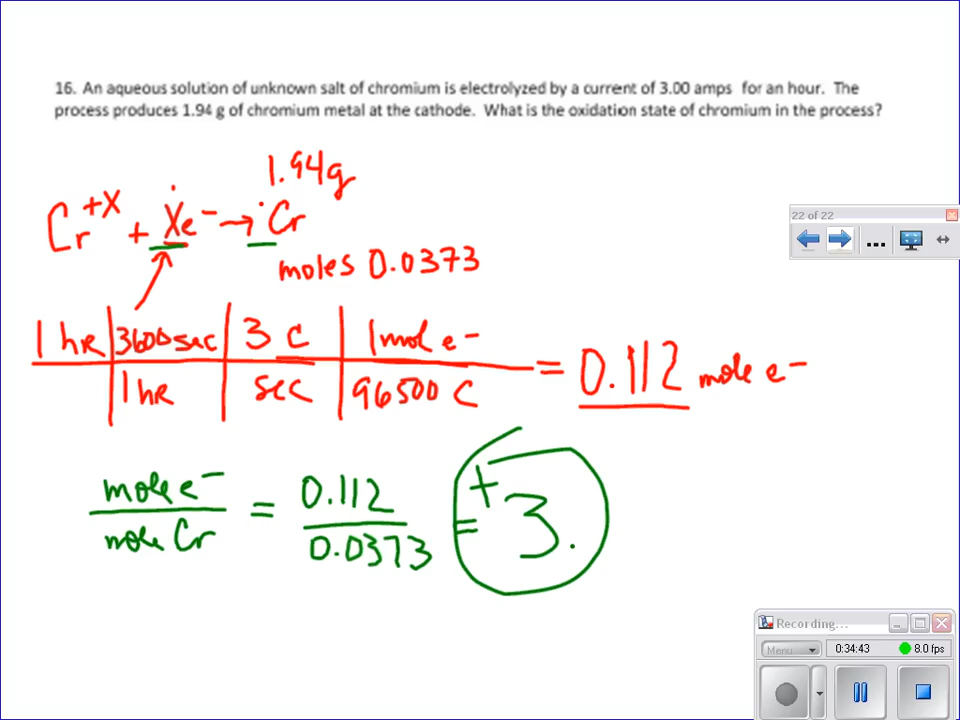 16. An aqueous solution of unknown salt of chromium is electrolyzed by a current of 3.00 amps for an hour. The
process produces 1.94 g of chromium metal at the cathode. What is the oxidation state of chromium in the process?
1.94g
Cr+X + Xe- → Cr
moles 0.0373
22 of 22
1 hR 3600 sec 3 C 1 mol e-
1 hR sec 96500 C
= 0.112 mole e-
mole e- = 0.112 = +3.
mole Cr 0.0373
Recording...
Menu 0:34:43 8.0 fps